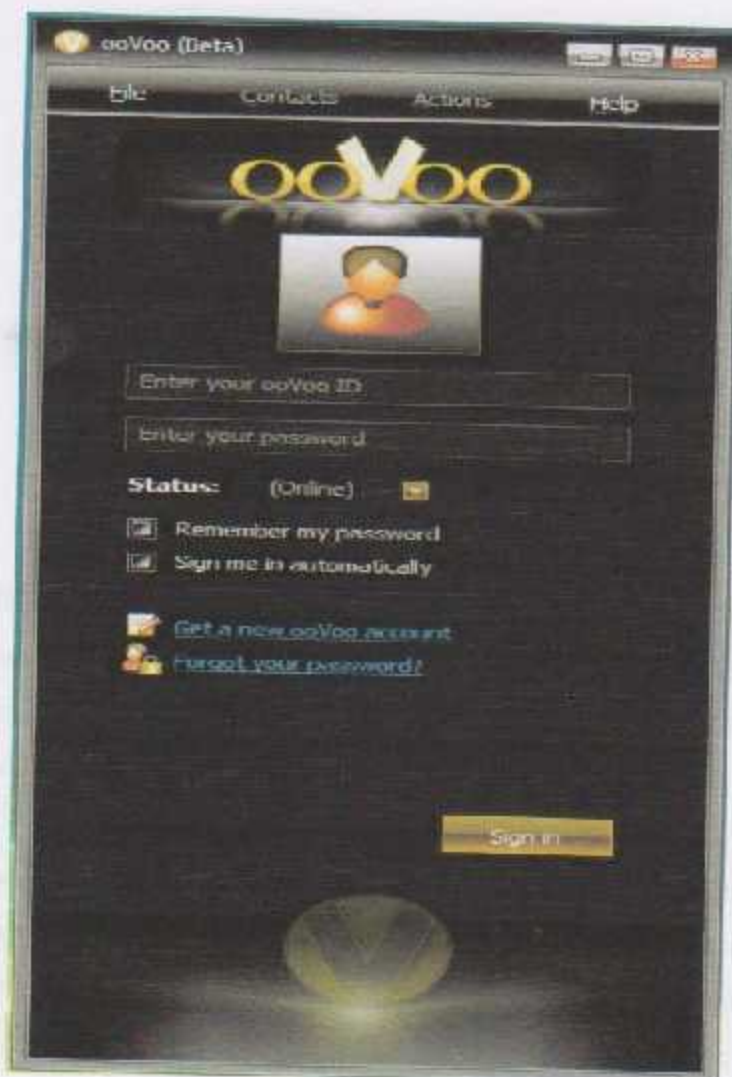 ooVoo (Beta)
File Contacts Actions Help
ooVoo
Enter your ooVoo ID
Enter your password
Status: (Online)
Remember my password
Sign me in automatically
Get a new ooVoo account
Forgot your password?
Sign in